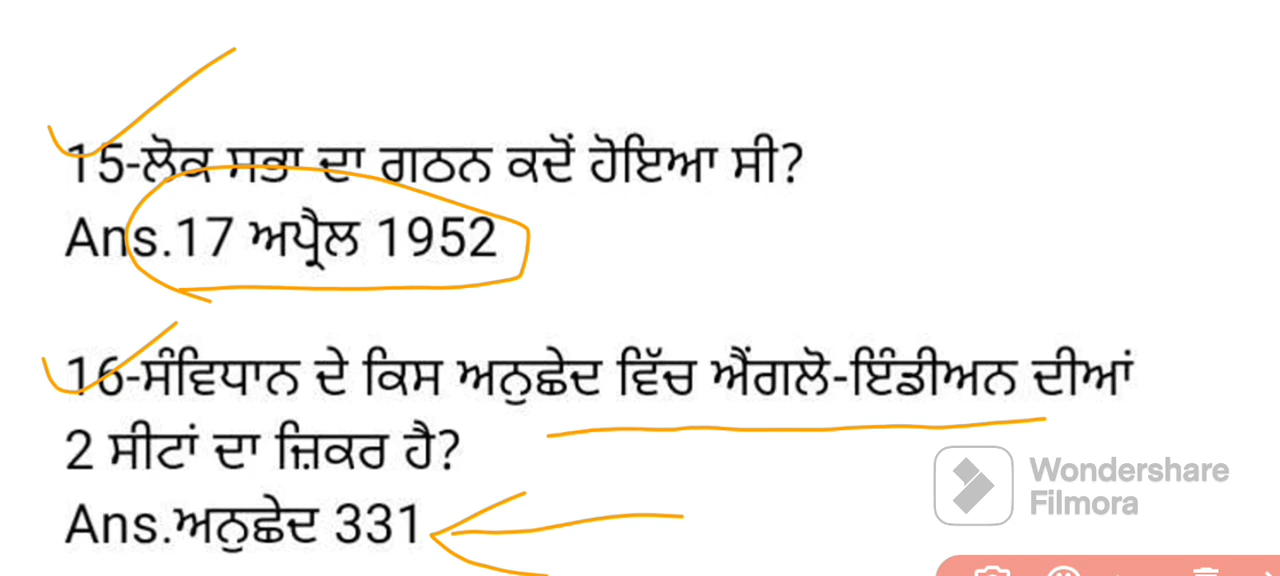 15-ਲੋਕ ਸਭਾ ਦਾ ਗਠਨ ਕਦੋਂ ਹੋਇਆ ਸੀ?
Ans.17 ਅਪ੍ਰੈਲ 1952
16-ਸੰਵਿਧਾਨ ਦੇ ਕਿਸ ਅਨੁਛੇਦ ਵਿੱਚ ਐਂਗਲੋ-ਇੰਡੀਅਨ ਦੀਆਂ
2 ਸੀਟਾਂ ਦਾ ਜ਼ਿਕਰ ਹੈ?
Ans.ਅਨੁਛੇਦ 331
Wondershare
Filmora